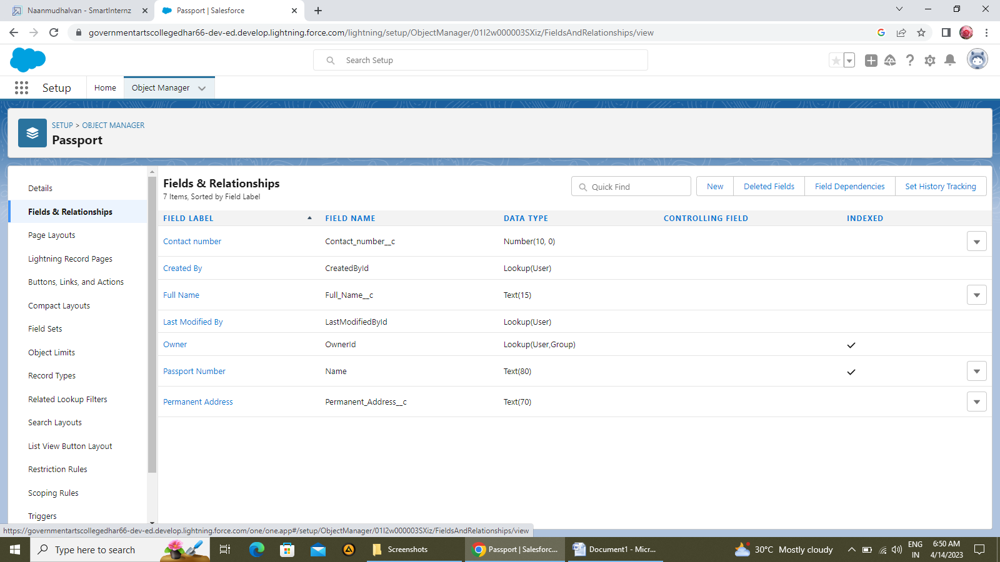 Naanmudhalvan - SmartInternz
Passport | Salesforce
governmentartscollegedhar66-dev-ed.develop.lightning.force.com/lightning/setup/ObjectManager/01I2w000003SXiz/FieldsAndRelationships/view
Search Setup
Setup
Home
Object Manager
SETUP > OBJECT MANAGER
Passport
Details
Fields & Relationships
Page Layouts
Lightning Record Pages
Buttons, Links, and Actions
Compact Layouts
Field Sets
Object Limits
Record Types
Related Lookup Filters
Search Layouts
List View Button Layout
Restriction Rules
Scoping Rules
Triggers
Fields & Relationships
7 Items, Sorted by Field Label
Quick Find
New
Deleted Fields
Field Dependencies
Set History Tracking
FIELD LABEL FIELD NAME DATA TYPE CONTROLLING FIELD INDEXED
Contact number Contact_number__c Number(10, 0)
Created By CreatedById Lookup(User)
Full Name Full_Name__c Text(15)
Last Modified By LastModifiedById Lookup(User)
Owner OwnerId Lookup(User,Group)
Passport Number Name Text(80)
Permanent Address Permanent_Address__c Text(70)
https://governmentartscollegedhar66-dev-ed.develop.lightning.force.com/one/one.app#/setup/ObjectManager/01I2w000003SXiz/FieldsAndRelationships/view
Type here to search
Screenshots
Passport | Salesforc...
Document1 - Micr...
30°C Mostly cloudy
ENG
IN
6:50 AM
4/14/2023